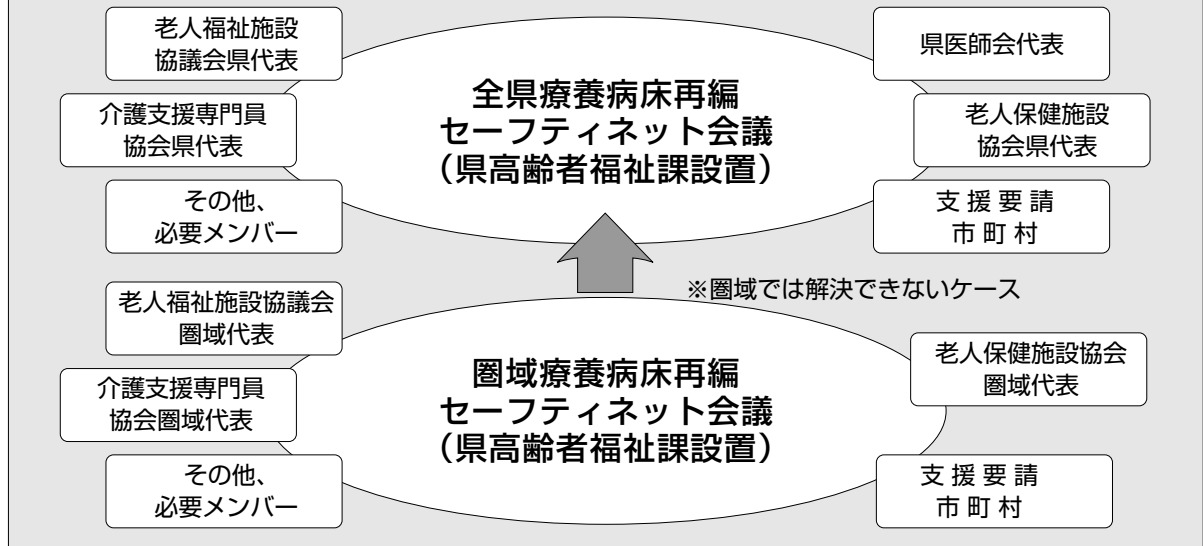 老人福祉施設
協議会県代表
介護支援専門員
協会県代表
その他、
必要メンバー
全県療養病床再編
セーフティネット会議
（県高齢者福祉課設置）
県医師会代表
老人保健施設
協会県代表
支 援 要 請
市 町 村
※圏域では解決できないケース
老人福祉施設協議会
圏域代表
介護支援専門員
協会圏域代表
その他、
必要メンバー
圏域療養病床再編
セーフティネット会議
（県高齢者福祉課設置）
老人保健施設協会
圏域代表
支 援 要 請
市 町 村